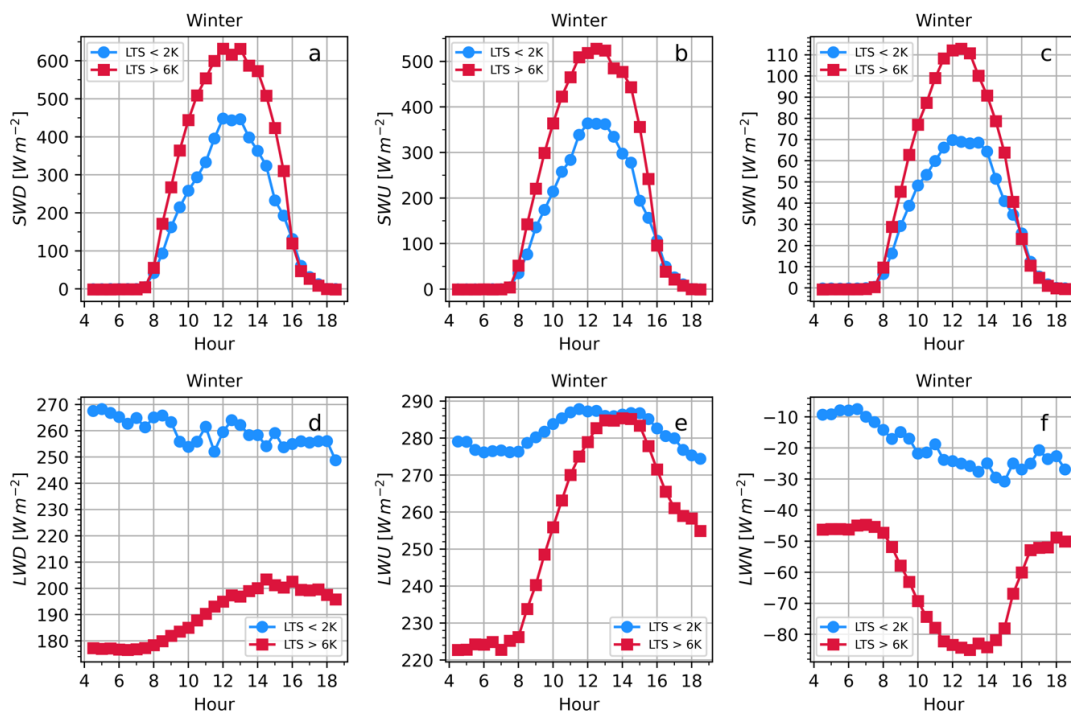 Winter
SWD [W m⁻²]
600
500
400
300
200
100
0
4 6 8 10 12 14 16 18
Hour
LTS < 2K
LTS > 6K
a
Winter
SWU [W m⁻²]
500
400
300
200
100
0
4 6 8 10 12 14 16 18
Hour
LTS < 2K
LTS > 6K
b
Winter
SWN [W m⁻²]
110
100
90
80
70
60
50
40
30
20
10
0
4 6 8 10 12 14 16 18
Hour
LTS < 2K
LTS > 6K
c
Winter
LWD [W m⁻²]
270
260
250
240
230
220
210
200
190
180
4 6 8 10 12 14 16 18
Hour
LTS < 2K
LTS > 6K
d
Winter
LWU [W m⁻²]
290
280
270
260
250
240
230
220
4 6 8 10 12 14 16 18
Hour
LTS < 2K
LTS > 6K
e
Winter
LWN [W m⁻²]
−10
−20
−30
−40
−50
−60
−70
−80
4 6 8 10 12 14 16 18
Hour
LTS < 2K
LTS > 6K
f